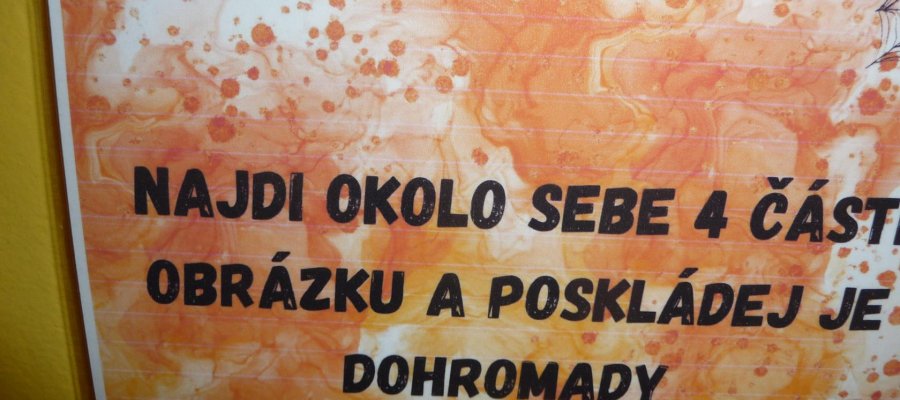 NAJDI OKOLO SEBE 4 ČÁSTI
OBRÁZKU A POSKLÁDEJ JE
DOHROMADY